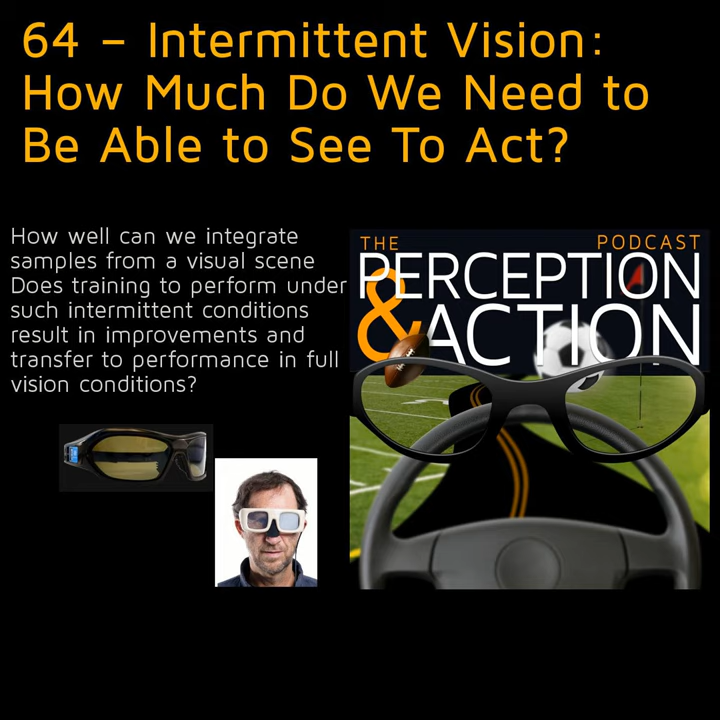 64 – Intermittent Vision:
How Much Do We Need to
Be Able to See To Act?
How well can we integrate
samples from a visual scene
Does training to perform under
such intermittent conditions
result in improvements and
transfer to performance in full
vision conditions?
THE PODCAST
PERCEPTION
& ACTION